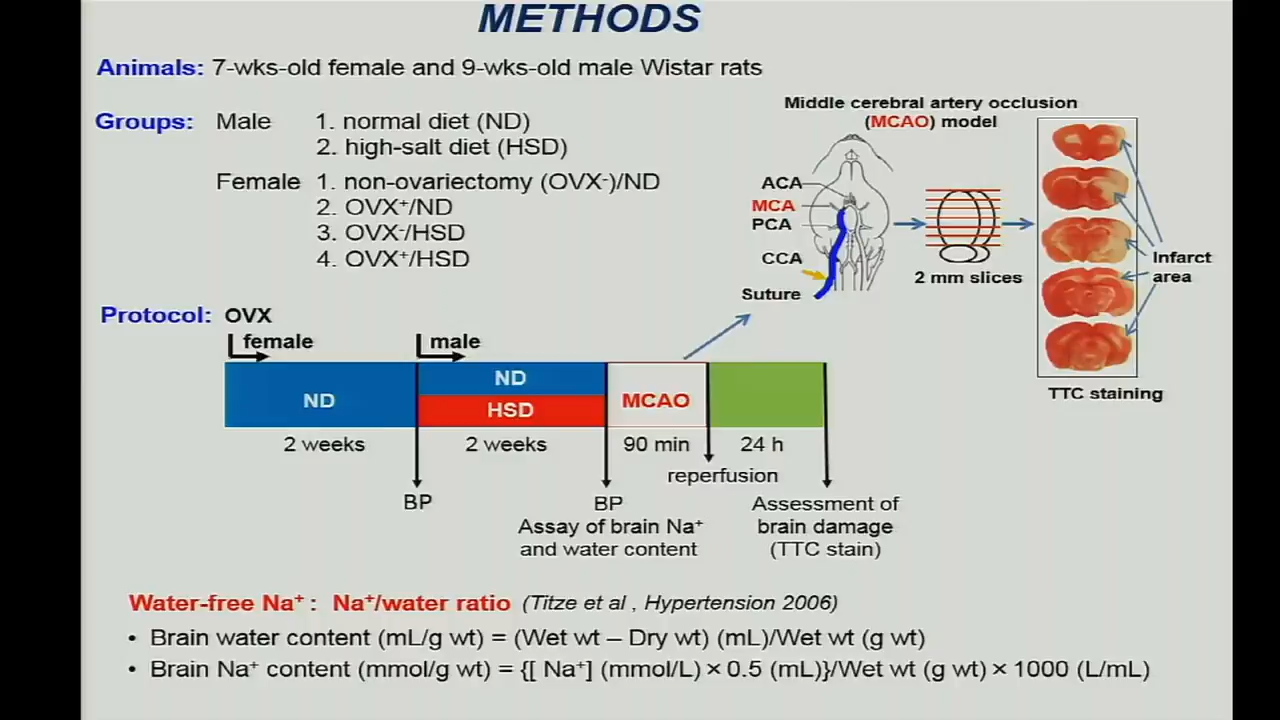 METHODS
Animals: 7-wks-old female and 9-wks-old male Wistar rats
Groups: Male 1. normal diet (ND)
2. high-salt diet (HSD)
Female 1. non-ovariectomy (OVX⁻)/ND
2. OVX⁺/ND
3. OVX⁻/HSD
4. OVX⁺/HSD
Middle cerebral artery occlusion
(MCAO) model
ACA
MCA
PCA
CCA
Suture
2 mm slices
Infarct
area
TTC staining
Protocol: OVX
female
male
ND
ND
HSD
MCAO
2 weeks
2 weeks
90 min
24 h
reperfusion
BP
BP
Assay of brain Na⁺
and water content
Assessment of
brain damage
(TTC stain)
Water-free Na⁺ : Na⁺/water ratio (Titze et al , Hypertension 2006)
• Brain water content (mL/g wt) = (Wet wt – Dry wt) (mL)/Wet wt (g wt)
• Brain Na⁺ content (mmol/g wt) = {[ Na⁺] (mmol/L) × 0.5 (mL)}/Wet wt (g wt) × 1000 (L/mL)